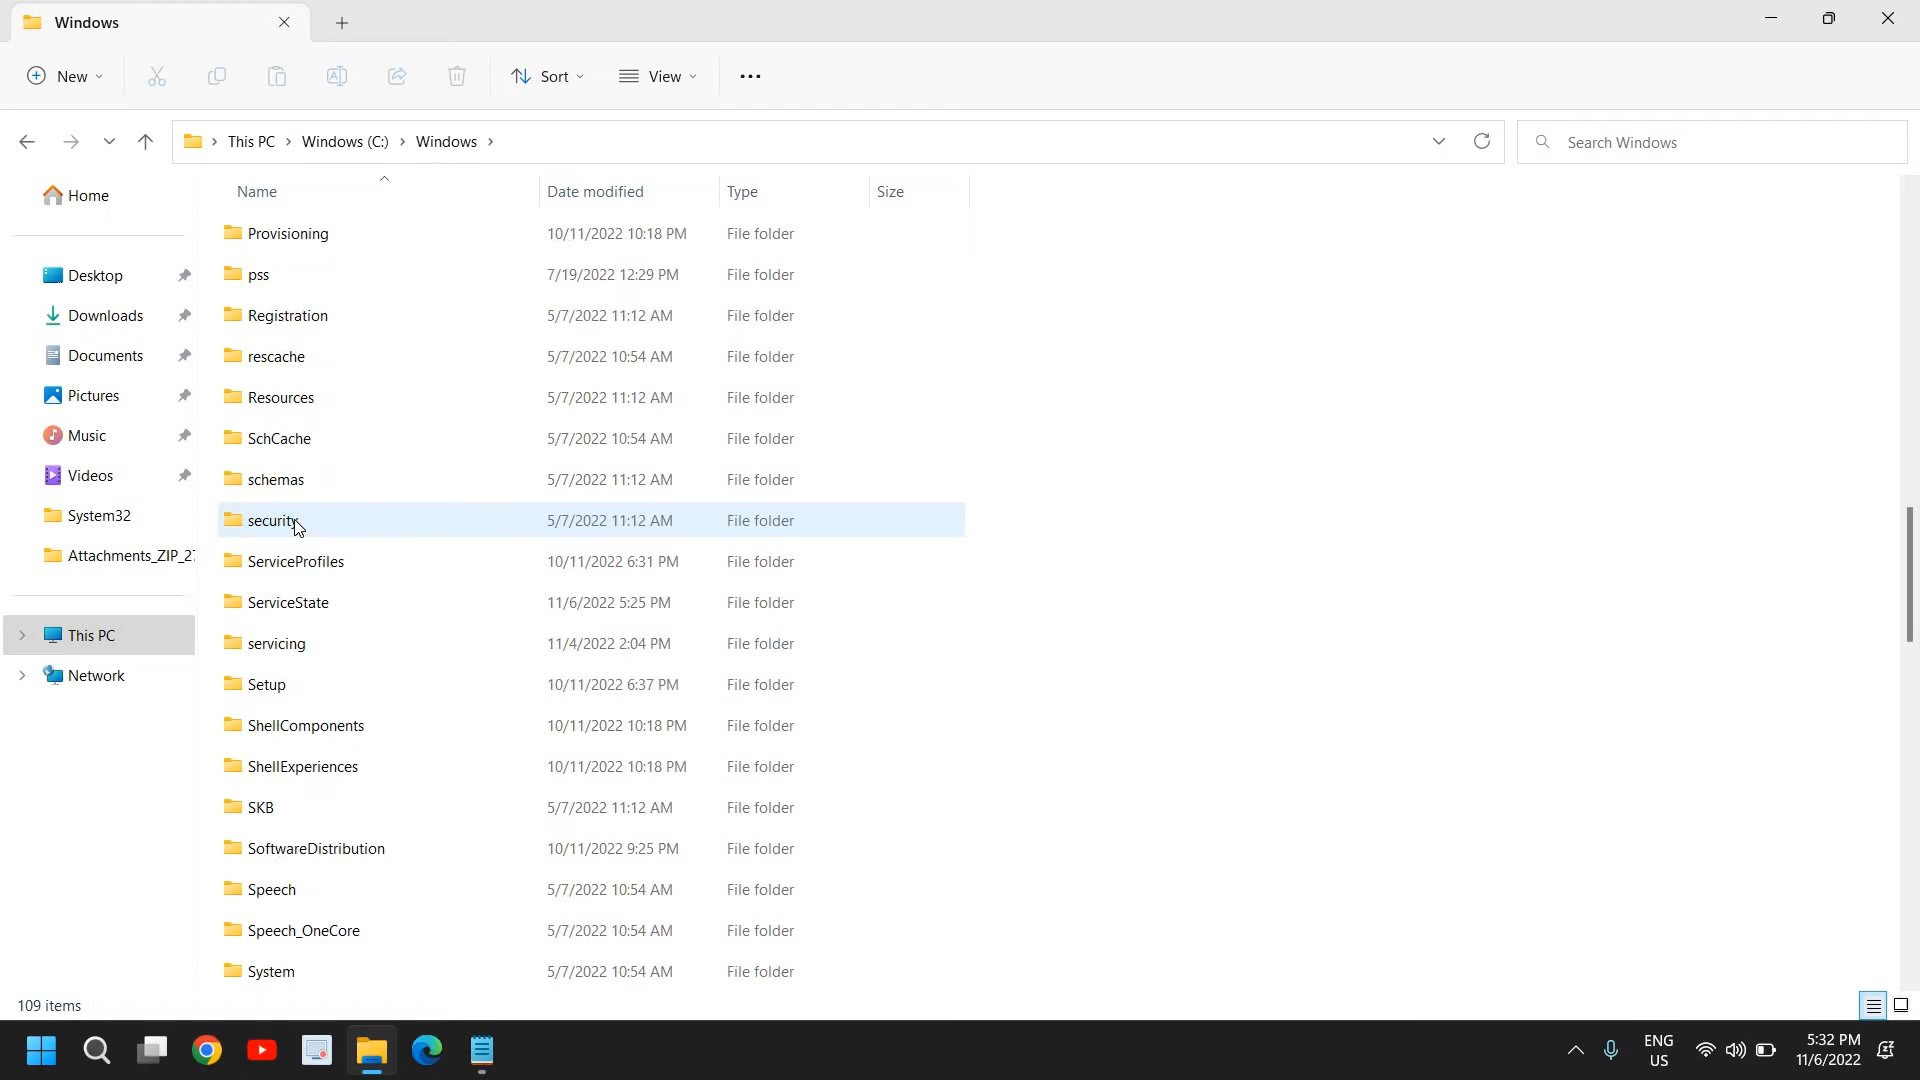 Windows
New
Sort
View
This PC
Windows (C:)
Windows
Search Windows
Home
Desktop
Downloads
Documents
Pictures
Music
Videos
System32
Attachments_ZIP_27
This PC
Network
Name Date modified Type Size
Provisioning 10/11/2022 10:18 PM File folder
pss 7/19/2022 12:29 PM File folder
Registration 5/7/2022 11:12 AM File folder
rescache 5/7/2022 10:54 AM File folder
Resources 5/7/2022 11:12 AM File folder
SchCache 5/7/2022 10:54 AM File folder
schemas 5/7/2022 11:12 AM File folder
security 5/7/2022 11:12 AM File folder
ServiceProfiles 10/11/2022 6:31 PM File folder
ServiceState 11/6/2022 5:25 PM File folder
servicing 11/4/2022 2:04 PM File folder
Setup 10/11/2022 6:37 PM File folder
ShellComponents 10/11/2022 10:18 PM File folder
ShellExperiences 10/11/2022 10:18 PM File folder
SKB 5/7/2022 11:12 AM File folder
SoftwareDistribution 10/11/2022 9:25 PM File folder
Speech 5/7/2022 10:54 AM File folder
Speech_OneCore 5/7/2022 10:54 AM File folder
System 5/7/2022 10:54 AM File folder
109 items
ENG
US
5:32 PM
11/6/2022